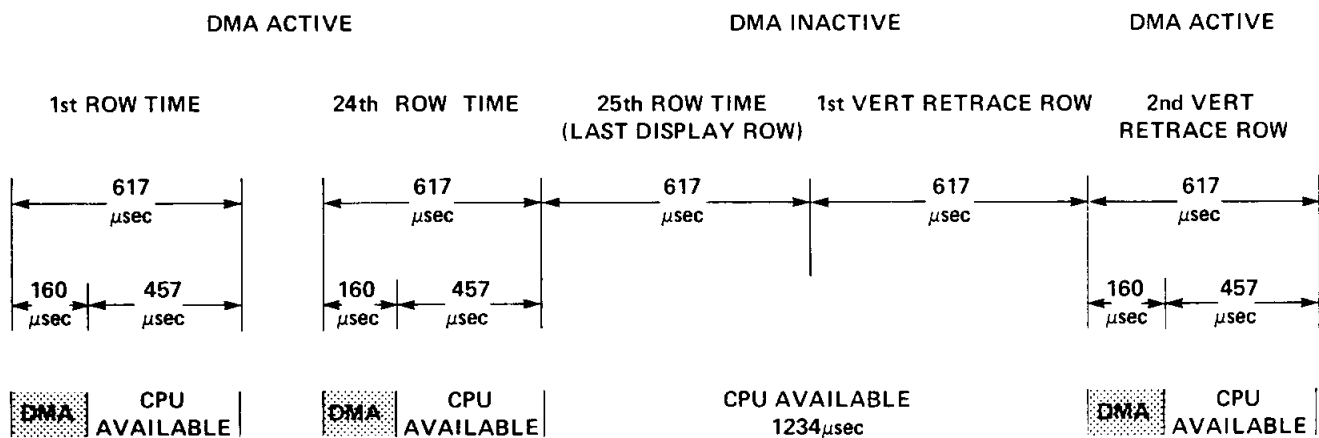 DMA ACTIVE DMA INACTIVE DMA ACTIVE
1st ROW TIME 24th ROW TIME 25th ROW TIME 1st VERT RETRACE ROW 2nd VERT
(LAST DISPLAY ROW) RETRACE ROW
617 617 617 617 617
μsec μsec μsec μsec μsec
160 457 160 457 160 457
μsec μsec μsec μsec μsec μsec
DMA CPU DMA CPU CPU AVAILABLE DMA CPU
AVAILABLE AVAILABLE 1234μsec AVAILABLE